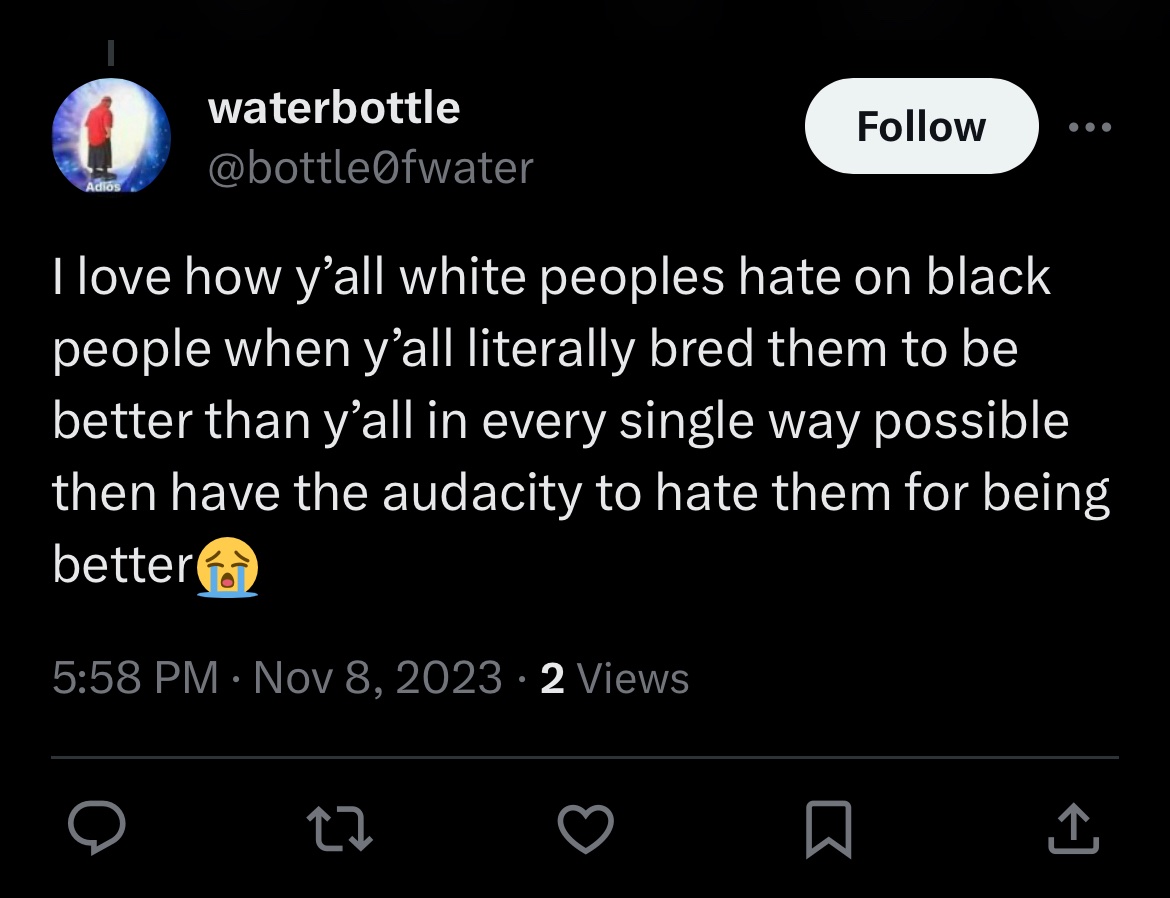 waterbottle
Follow
@bottle0fwater
Adiós
I love how y’all white peoples hate on black
people when y’all literally bred them to be
better than y’all in every single way possible
then have the audacity to hate them for being
better😭
5:58 PM · Nov 8, 2023 · 2 Views